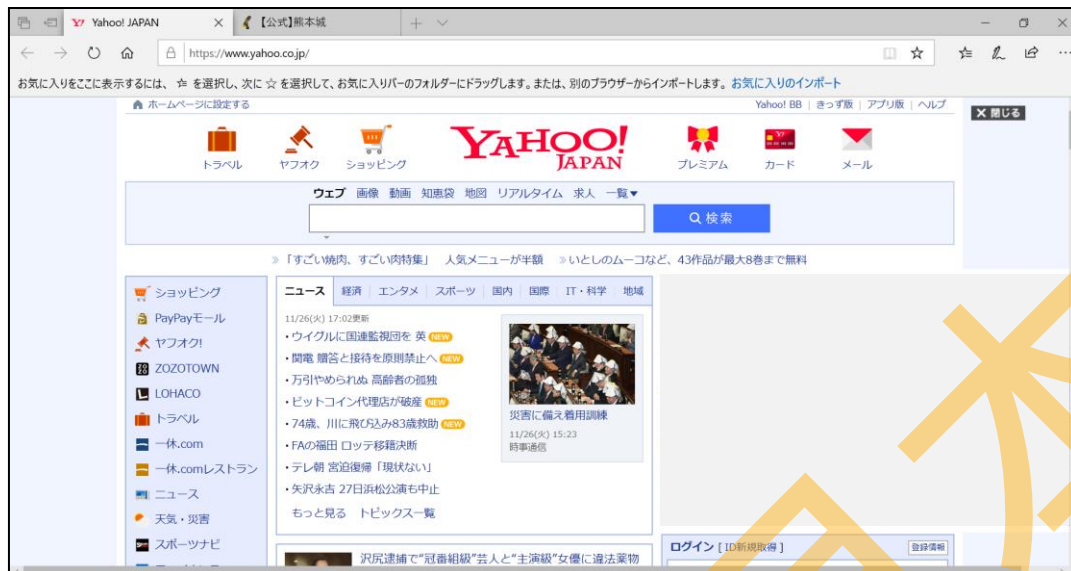 Yahoo! JAPAN
【公式】熊本城
https://www.yahoo.co.jp/
お気に入りをここに表示するには、☆ を選択し、次に ☆ を選択して、お気に入りバーのフォルダーにドラッグします。または、別のブラウザーからインポートします。 お気に入りのインポート
ホームページに設定する
Yahoo! BB | きっず版 | アプリ版 | ヘルプ
× 閉じる
トラベル ヤフオク ショッピング
YAHOO!
JAPAN
プレミアム カード メール
ウェブ 画像 動画 知恵袋 地図 リアルタイム 求人 一覧▼
検索
「すごい焼肉、すごい肉特集」 人気メニューが半額
いとしのムーコなど、43作品が最大8巻まで無料
ショッピング
PayPayモール
ヤフオク!
ZOZOTOWN
LOHACO
トラベル
一休.com
一休.comレストラン
ニュース
天気・災害
スポーツナビ
ニュース 経済 エンタメ スポーツ 国内 国際 IT・科学 地域
11/26(火) 17:02更新
・ウイグルに国連監視団を 英 NEW
・関電 贈答と接待を原則禁止へ NEW
・万引やめられぬ 高齢者の孤独
・ビットコイン代理店が破産 NEW
・74歳、川に飛び込み83歳救助 NEW
・FAの福田 ロッテ移籍決断
・テレ朝 宮迫復帰「現状ない」
・矢沢永吉 27日浜松公演も中止
もっと見る トピックス一覧
災害に備え着用訓練
11/26(火) 15:23
時事通信
沢尻逮捕で“冠番組級”芸人と“主演級”女優に違法薬物
ログイン [ ID新規取得 ]
登録情報